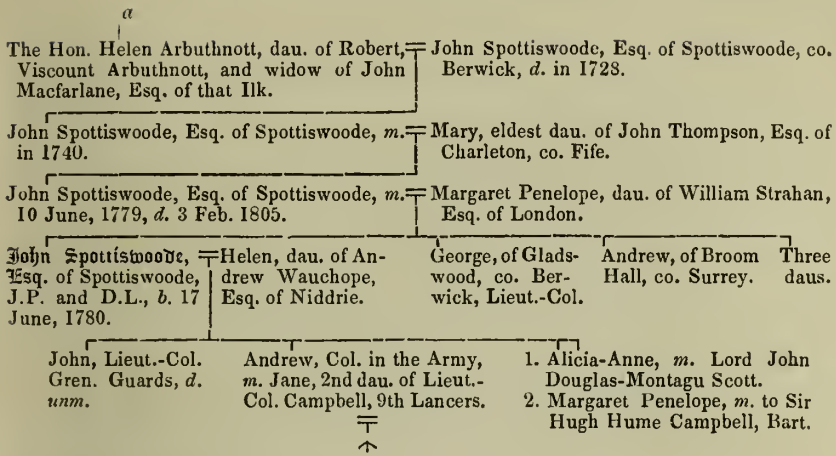 a
The Hon. Helen Arbuthnott, dau. of Robert,
Viscount Arbuthnott, and widow of John
Macfarlane, Esq. of that Ilk.
John Spottiswoode, Esq. of Spottiswoode, co.
Berwick, d. in 1728.
John Spottiswoode, Esq. of Spottiswoode, m.
in 1740.
Mary, eldest dau. of John Thompson, Esq. of
Charleton, co. Fife.
John Spottiswoode, Esq. of Spottiswoode, m.
10 June, 1779, d. 3 Feb. 1805.
Margaret Penelope, dau. of William Strahan,
Esq. of London.
John Spottiswoode,
Esq. of Spottiswoode,
J.P. and D.L., b. 17
June, 1780.
Helen, dau. of An-
drew Wauchope,
Esq. of Niddrie.
George, of Glads-
wood, co. Ber-
wick, Lieut.-Col.
Andrew, of Broom
Hall, co. Surrey.
Three
daus.
John, Lieut.-Col.
Gren. Guards, d.
unm.
Andrew, Col. in the Army,
m. Jane, 2nd dau. of Lieut.-
Col. Campbell, 9th Lancers.
1. Alicia-Anne, m. Lord John
Douglas-Montagu Scott.
2. Margaret Penelope, m. to Sir
Hugh Hume Campbell, Bart.